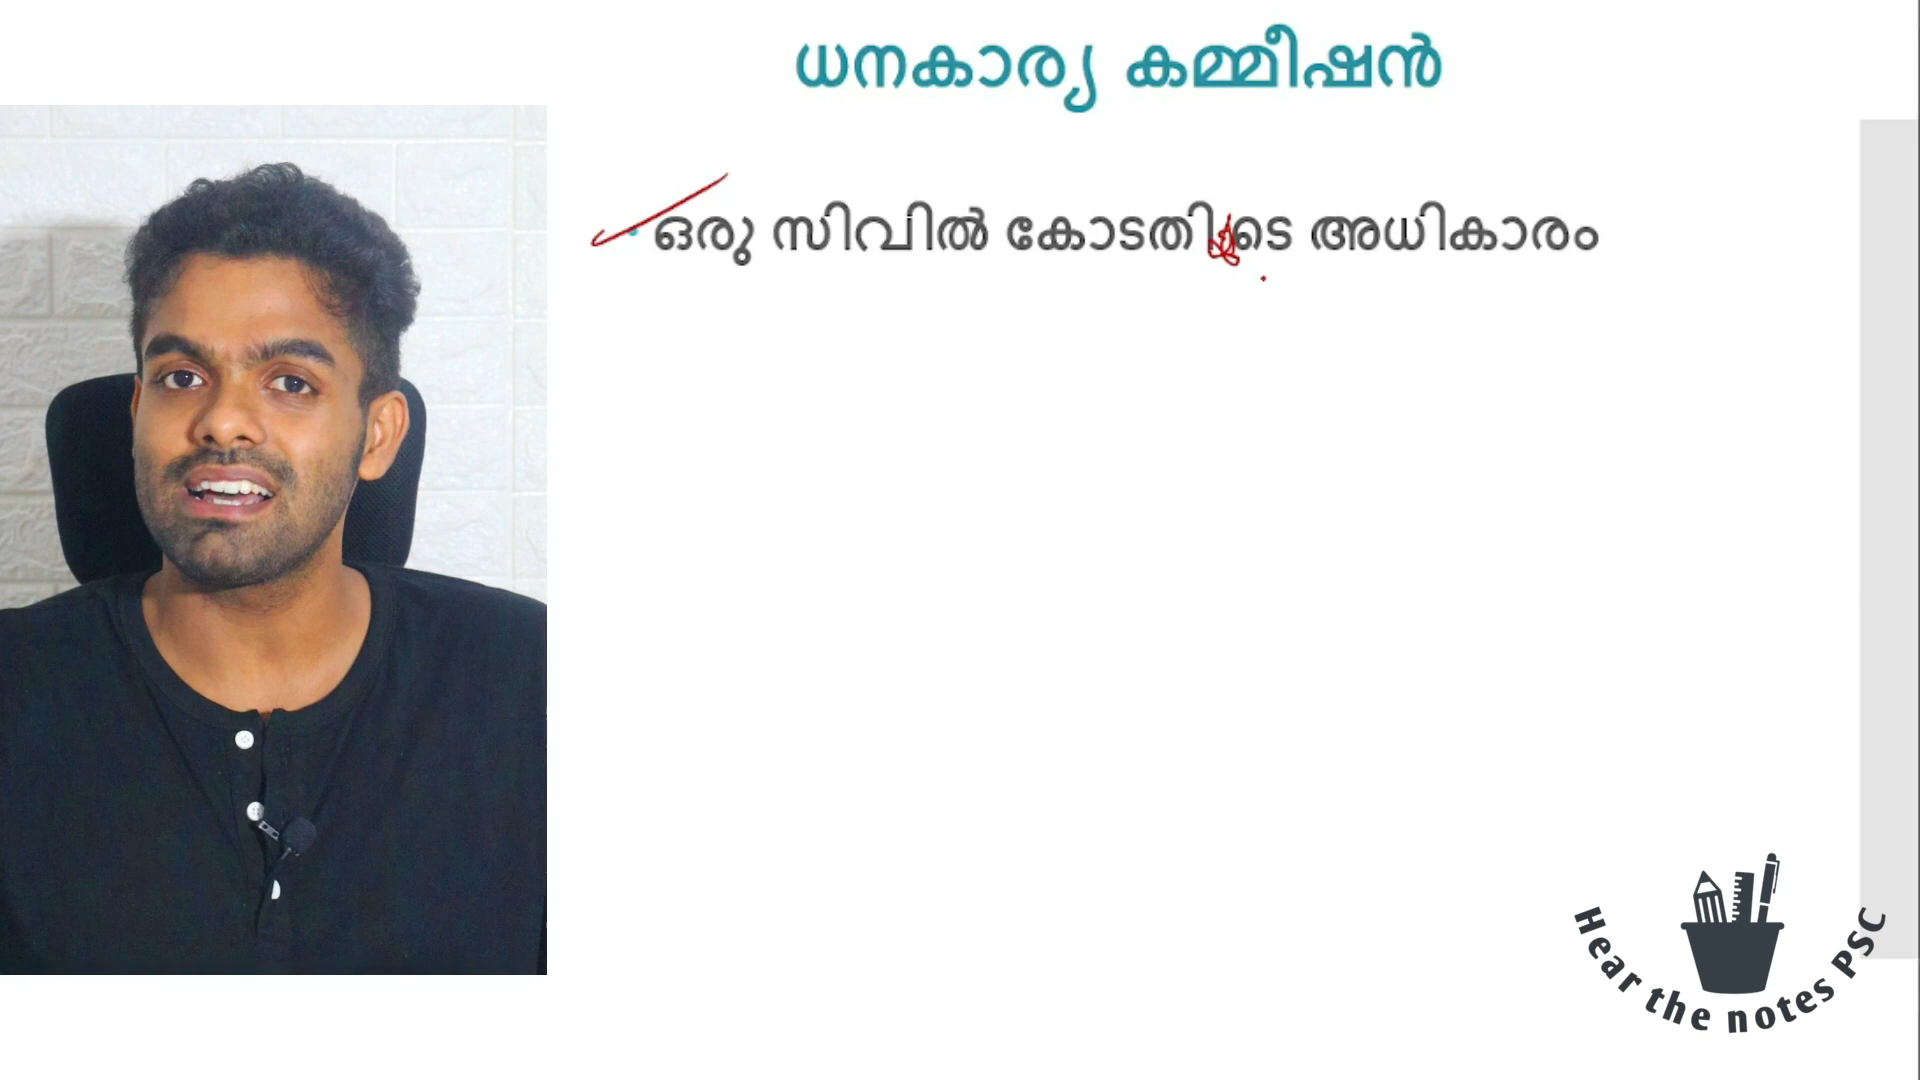 ധനകാര്യ കമ്മീഷൻ
ഒരു സിവിൽ കോടതിയുടെ അധികാരം
Hear the notes PSC